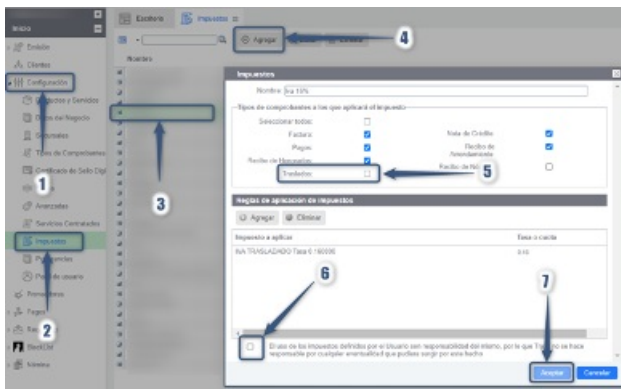 Inicio
Emisión
Clientes
Configuración
Productos y Servicios
Datos del Negocio
Sucursales
Tipos de Comprobantes
Certificado de Sello Digi
Avanzadas
Servicios Contratados
Impuestos
de usuario
Pagos
Nómina
1
2
Escritorio
Impuestos
Agregar
4
Nombre
3
Impuestos
Nombre: Iva 16%
Tipos de comprobantes a los que aplicará el impuesto
Seleccionar todos:
Factura:
Nota de Crédito
Pagos:
Recibo de Arrendamiento
Recibo de Honorarios
Traslados:
Recibo de
5
Reglas de aplicación de impuestos
Agregar
Eliminar
Impuesto a aplicar
Tasa o cuota
IVA TRASLADADO Tasa 0.160000
0.16
6
7
El uso de los impuestos definidos por el Usuario son responsabilidad del mismo, por lo que
no se hace
responsable por cualquier eventualidad que pudiera surgir por este hecho
Aceptar
Cancelar